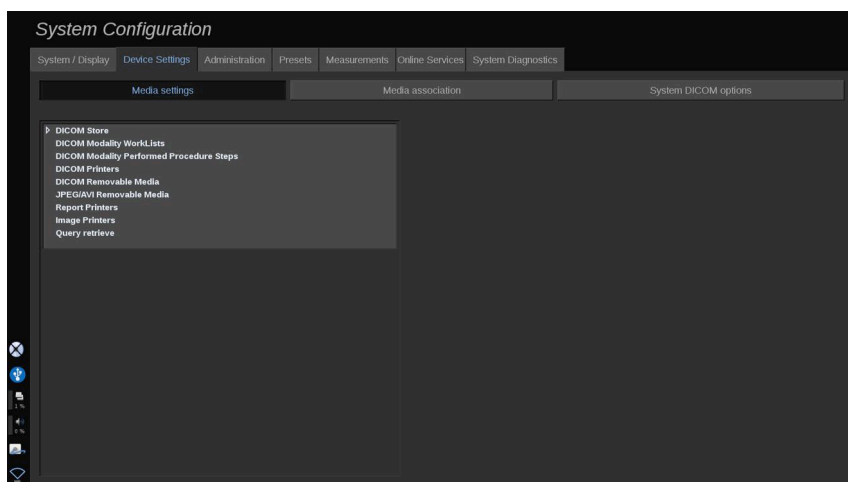 System Configuration
System / Display Device Settings Administration Presets Measurements Online Services System Diagnostics
Media settings Media association System DICOM options
DICOM Store
DICOM Modality WorkLists
DICOM Modality Performed Procedure Steps
DICOM Printers
DICOM Removable Media
JPEG/AVI Removable Media
Report Printers
Image Printers
Query retrieve
1 %
0 %